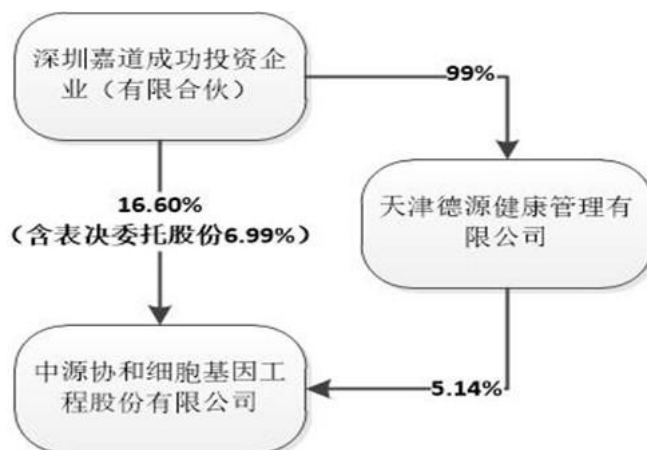 深圳嘉道成功投资企
业（有限合伙）
99%
16.60%
（含表决委托股份6.99%）
天津德源健康管理有
限公司
中源协和细胞基因工
程股份有限公司
5.14%